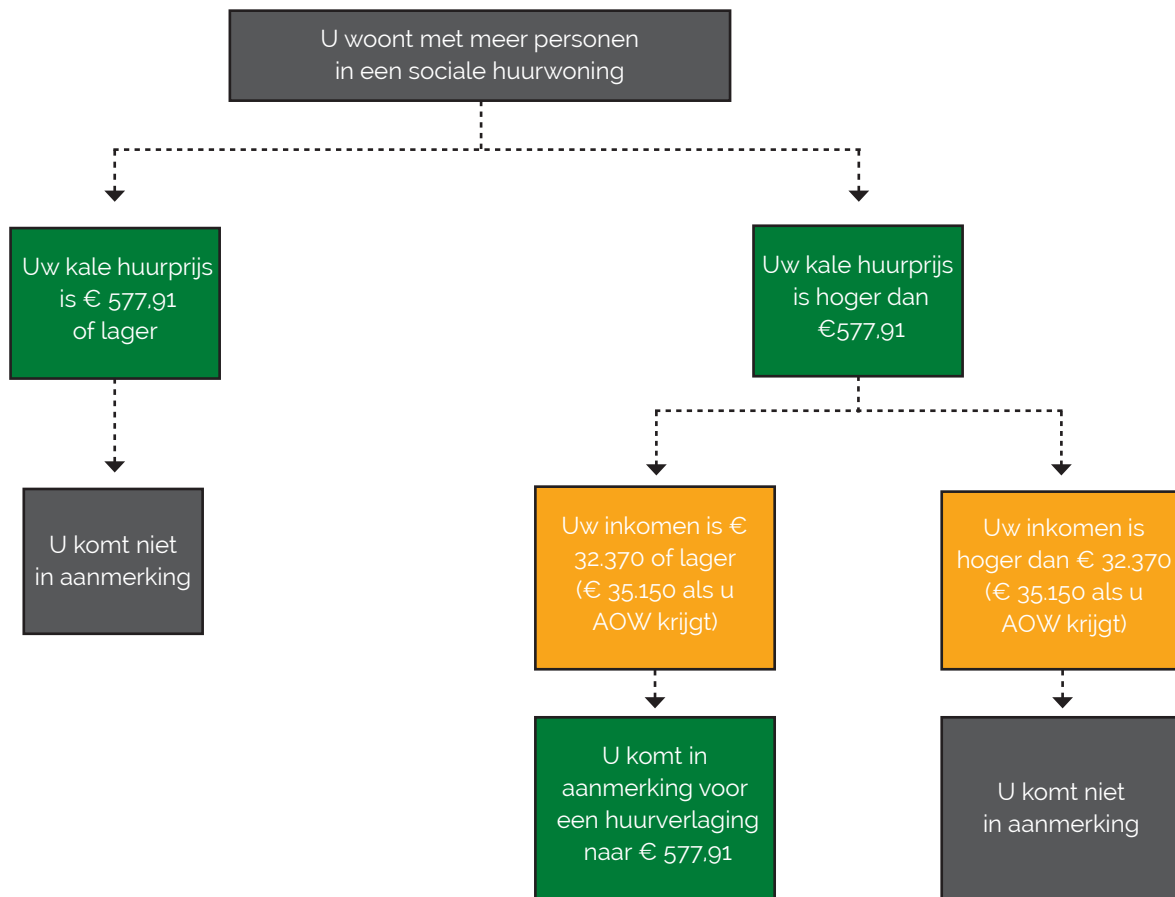 U woont met meer personen
in een sociale huurwoning
Uw kale huurprijs
is € 577,91
of lager
Uw kale huurprijs
is hoger dan
€577,91
U komt niet
in aanmerking
Uw inkomen is €
32.370 of lager
(€ 35.150 als u
AOW krijgt)
Uw inkomen is
hoger dan € 32.370
(€ 35.150 als u
AOW krijgt)
U komt in
aanmerking voor
een huurverlaging
naar € 577,91
U komt niet
in aanmerking